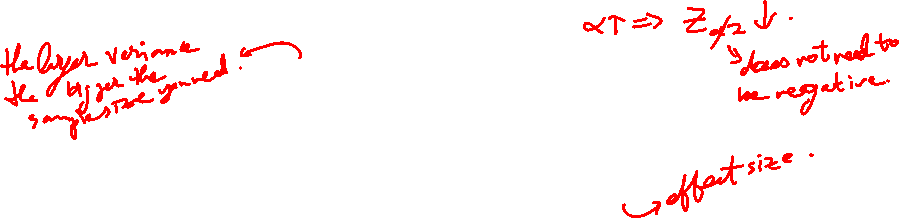 the larger variance
the bigger the
sample size you need.
α↑ ⟹ Z_α/2 ↓.
does not need to
be negative.
effect size.